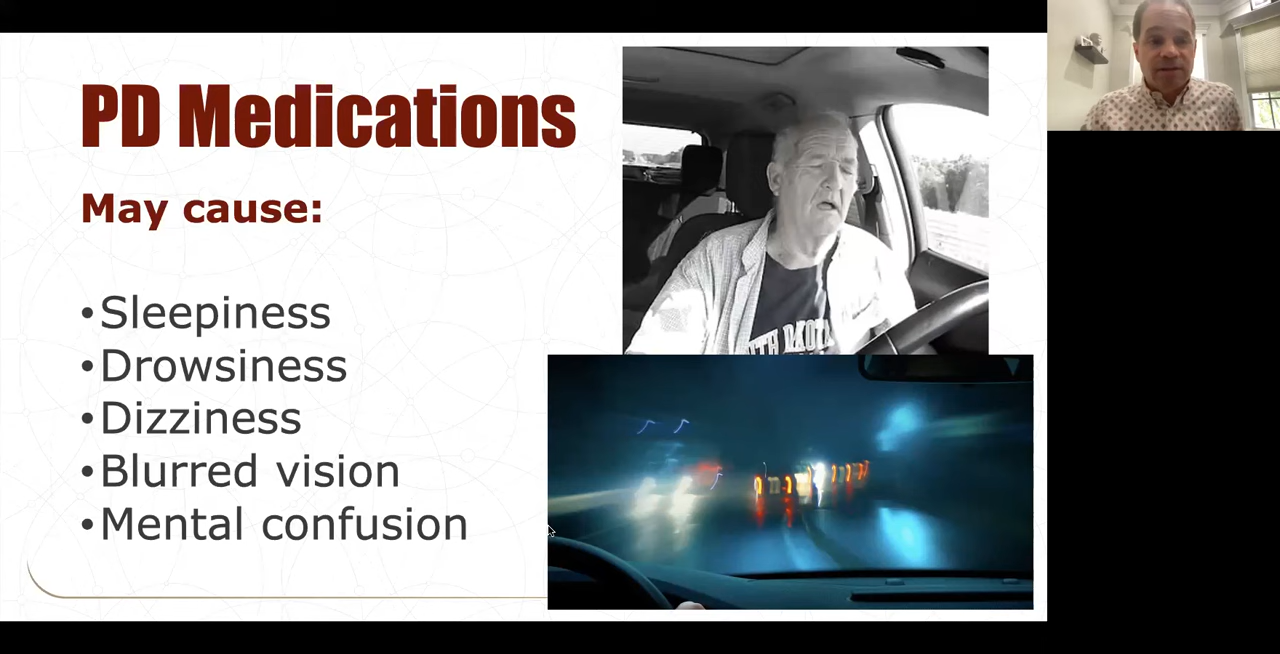 PD Medications
May cause:
•Sleepiness
•Drowsiness
•Dizziness
•Blurred vision
•Mental confusion